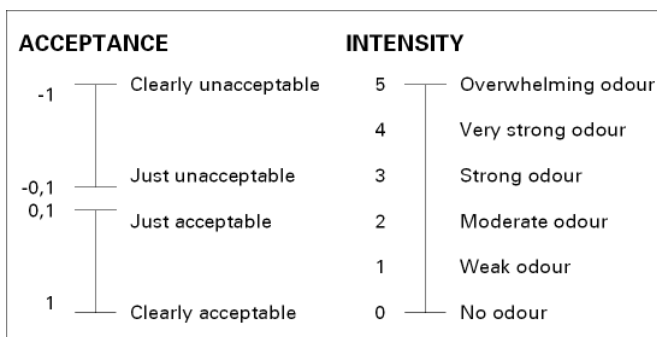 ACCEPTANCE
-1 Clearly unacceptable
-0,1 Just unacceptable
0,1 Just acceptable
1 Clearly acceptable
INTENSITY
5 Overwhelming odour
4 Very strong odour
3 Strong odour
2 Moderate odour
1 Weak odour
0 No odour